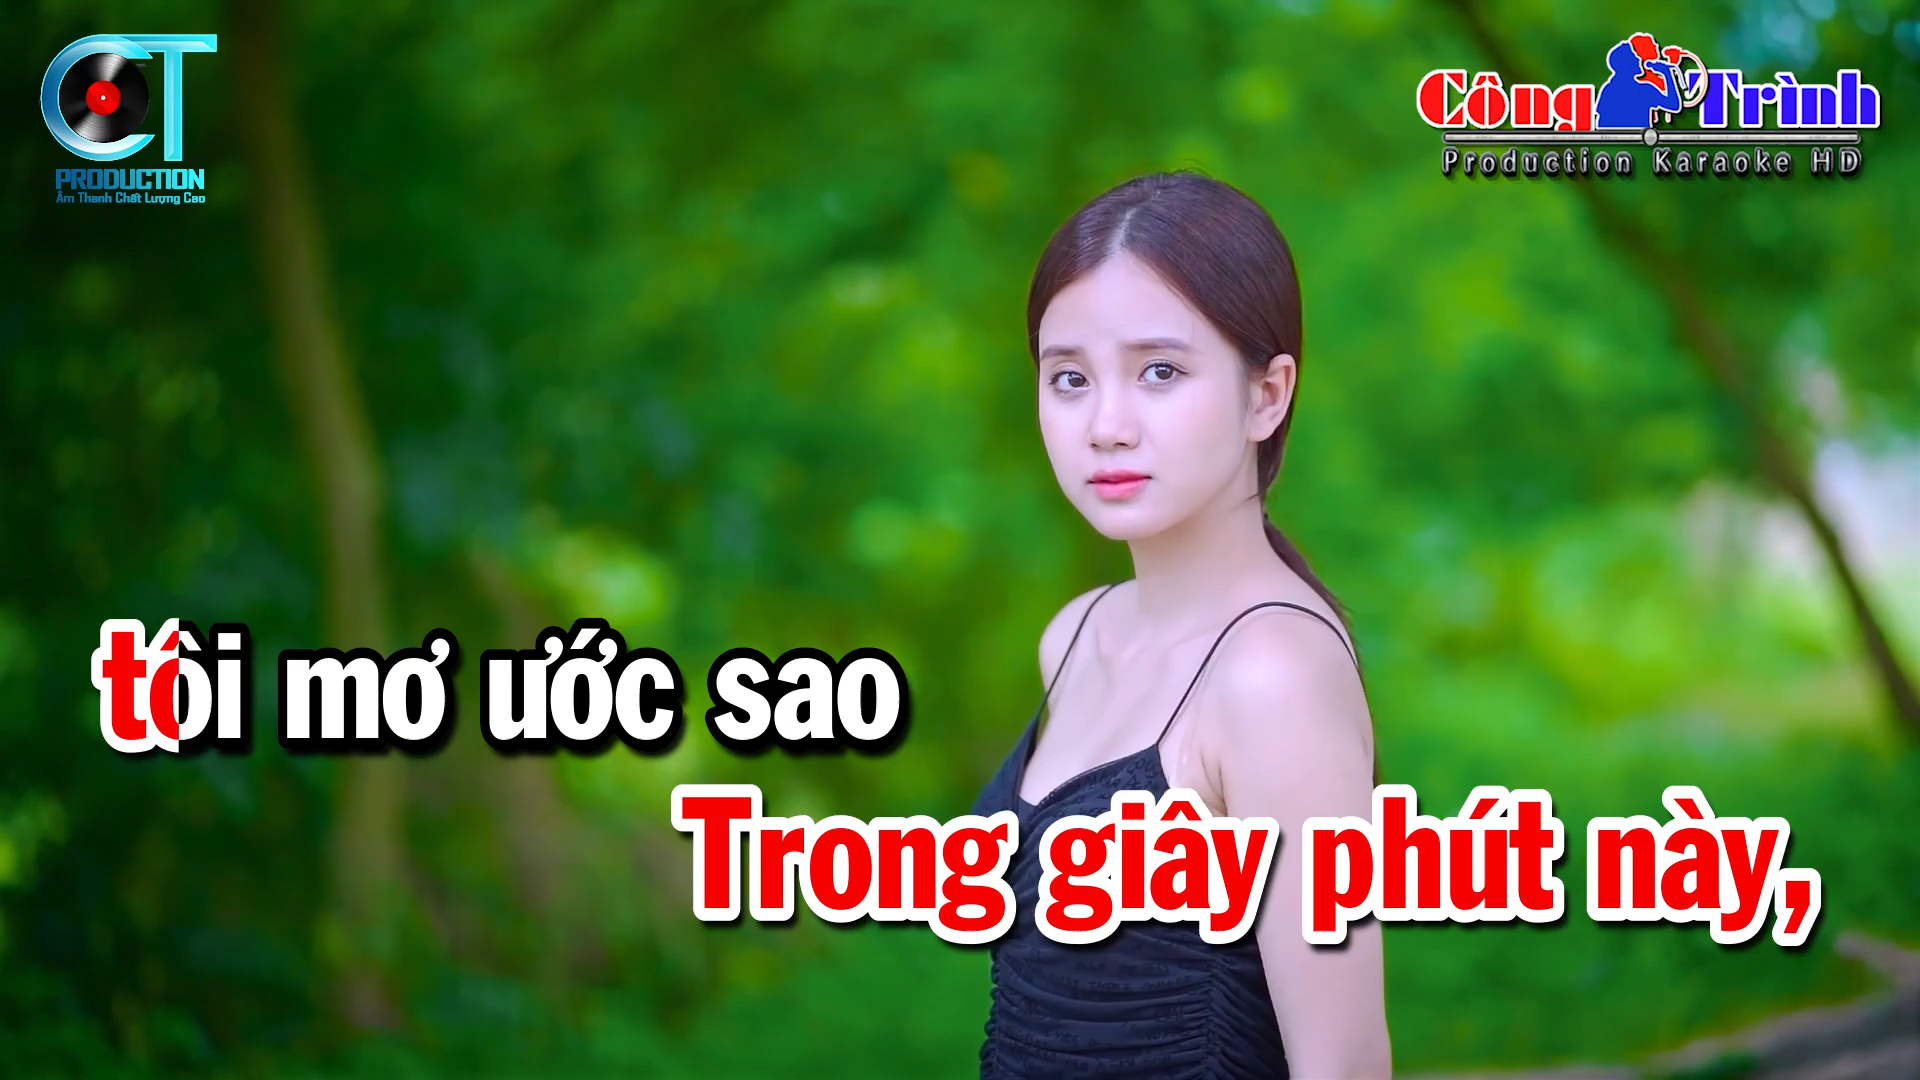 CT
PRODUCTION
Âm Thanh Chất Lượng Cao
Công Trình
Production Karaoke HD
tôi mơ ước sao
Trong giây phút này,